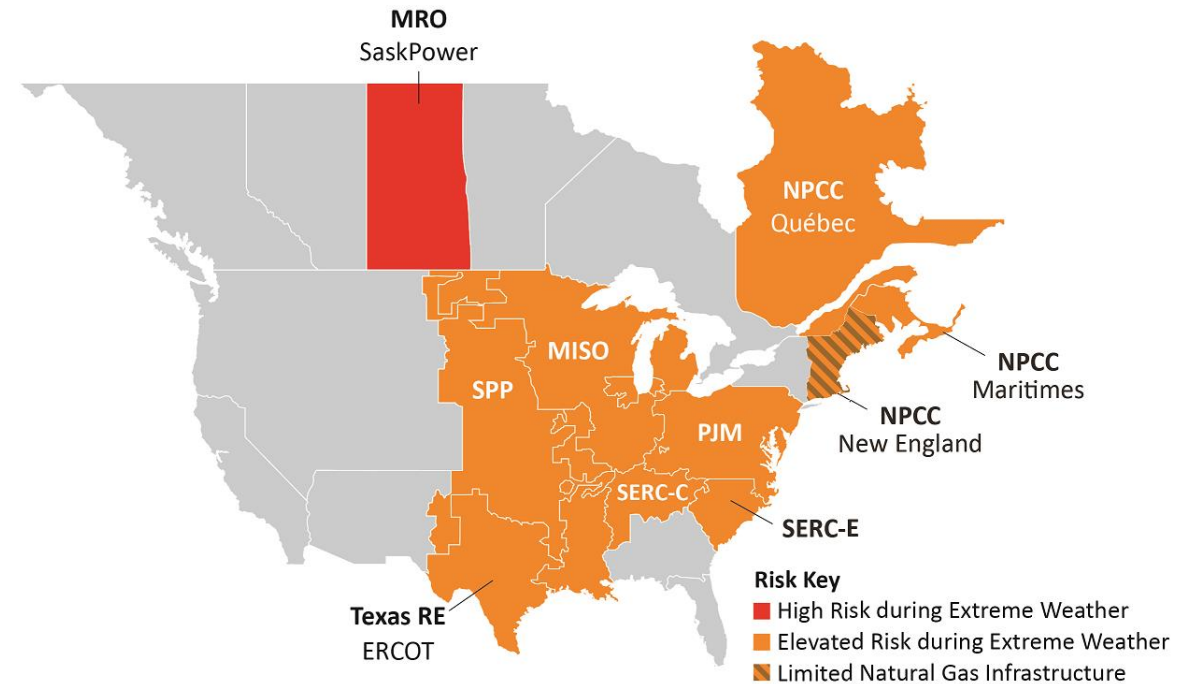 MRO
SaskPower
NPCC
Québec
MISO
SPP
PJM
SERC-C
NPCC
Maritimes
NPCC
New England
SERC-E
Texas RE
ERCOT
Risk Key
High Risk during Extreme Weather
Elevated Risk during Extreme Weather
Limited Natural Gas Infrastructure